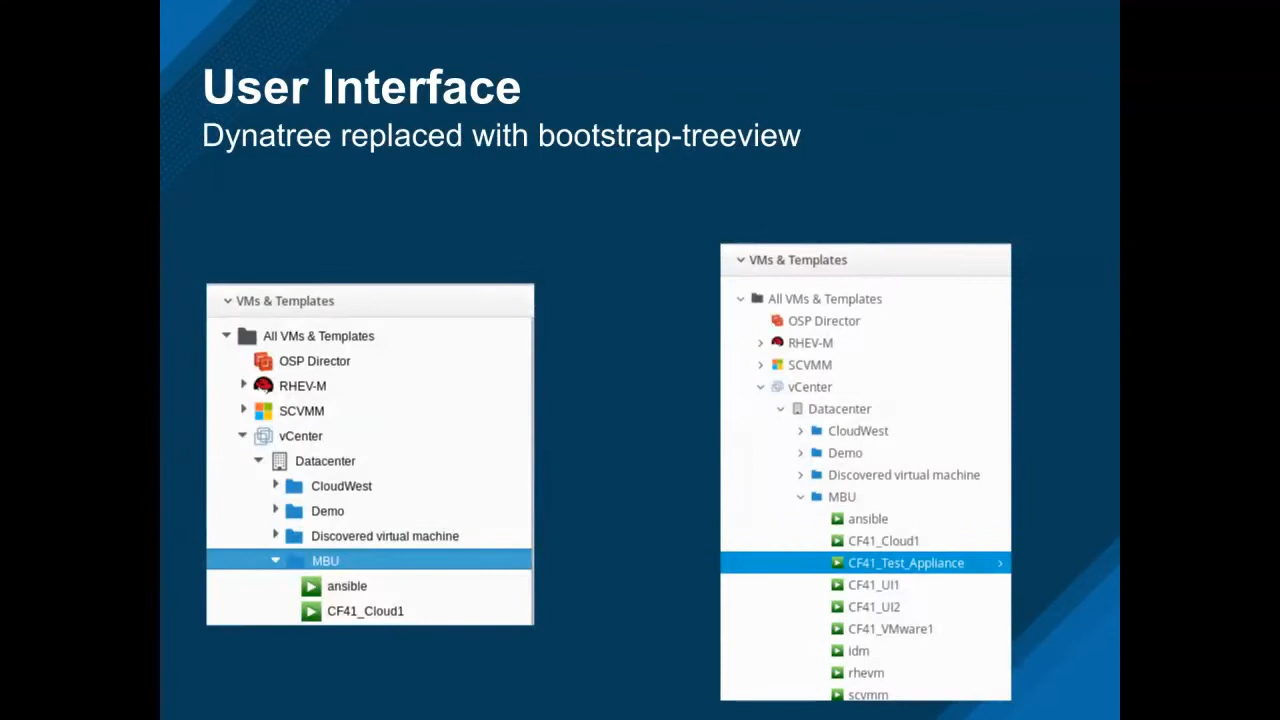 User Interface
Dynatree replaced with bootstrap-treeview
VMs & Templates
All VMs & Templates
OSP Director
RHEV-M
SCVMM
vCenter
Datacenter
CloudWest
Demo
Discovered virtual machine
MBU
ansible
CF41_Cloud1
VMs & Templates
All VMs & Templates
OSP Director
RHEV-M
SCVMM
vCenter
Datacenter
CloudWest
Demo
Discovered virtual machine
MBU
ansible
CF41_Cloud1
CF41_Test_Appliance
CF41_UI1
CF41_UI2
CF41_VMware1
idm
rhevm
scvmm